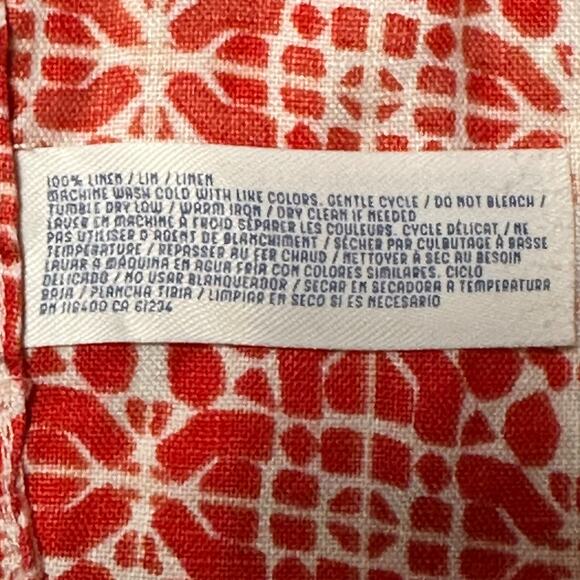 100% LINEN / LIN / LINEN
MACHINE WASH COLD WITH LIKE COLORS. GENTLE CYCLE / DO NOT BLEACH /
TUMBLE DRY LOW / WARM IRON / DRY CLEAN IF NEEDED
LAVER EN MACHINE À FROID SÉPARER LES COULEURS. CYCLE DÉLICAT / NE
PAS UTILISER D AGENT DE BLANCHIMENT / SÉCHER PAR CULBUTAGE À BASSE
TEMPÉRATURE / REPASSER AU FER CHAUD / NETTOYER À SEC AU BESOIN
LAVAR A MÁQUINA EN AGUA FRÍA CON COLORES SIMILARES. CICLO
DELICADO / NO USAR BLANQUEADOR / SECAR EN SECADORA A TEMPERATURA
BAJA / PLANCHA TIBIA / LIMPIAR EN SECO SI ES NECESARIO
RN 116400 CA 61234